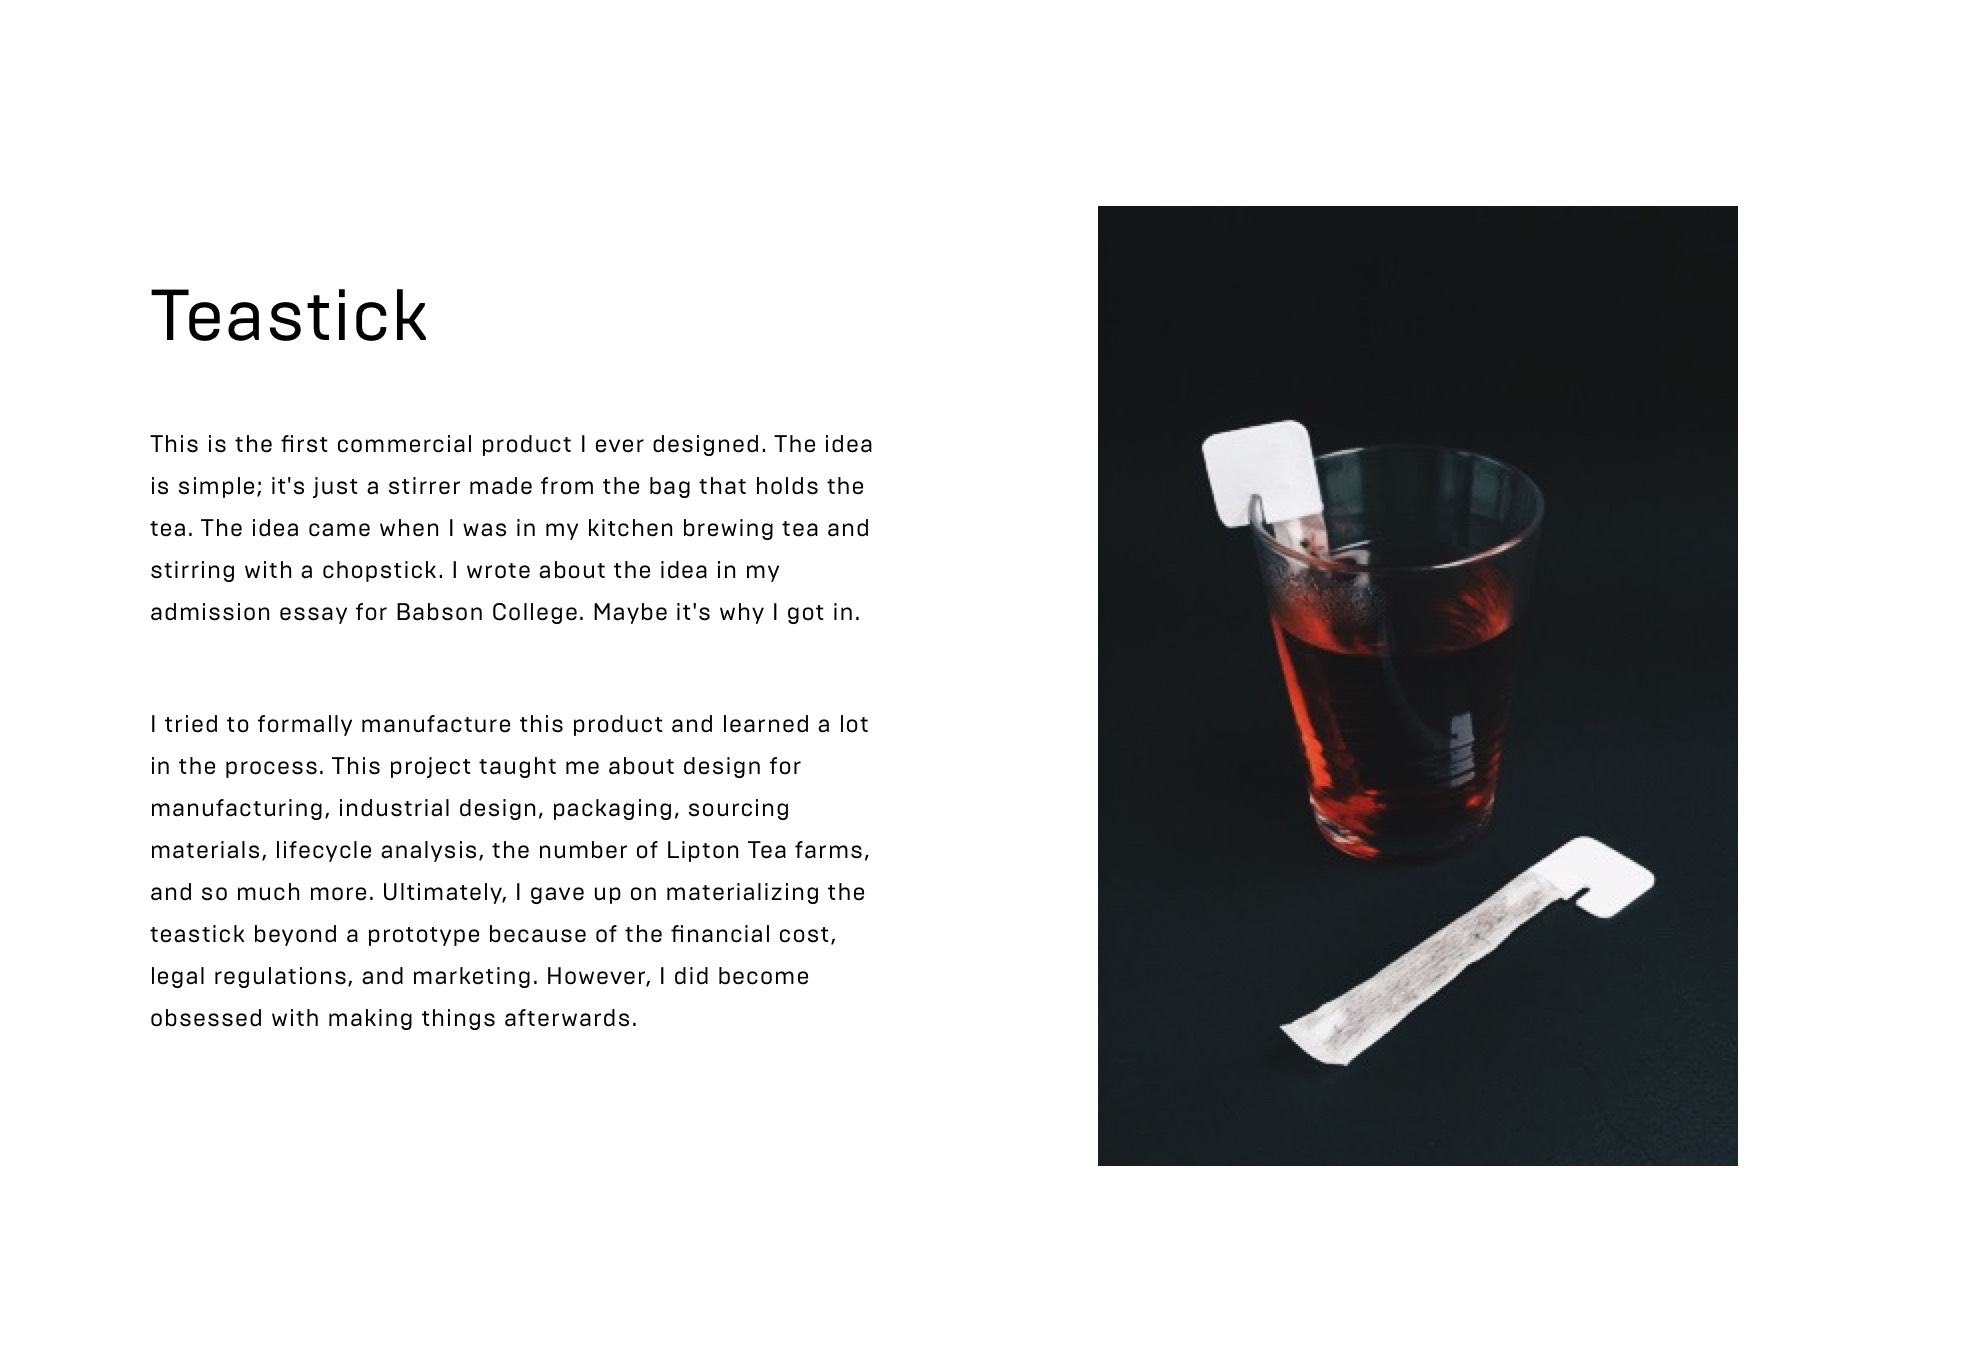 Teastick
This is the first commercial product I ever designed. The idea
is simple; it's just a stirrer made from the bag that holds the
tea. The idea came when I was in my kitchen brewing tea and
stirring with a chopstick. I wrote about the idea in my
admission essay for Babson College. Maybe it's why I got in.
I tried to formally manufacture this product and learned a lot
in the process. This project taught me about design for
manufacturing, industrial design, packaging, sourcing
materials, lifecycle analysis, the number of Lipton Tea farms,
and so much more. Ultimately, I gave up on materializing the
teastick beyond a prototype because of the financial cost,
legal regulations, and marketing. However, I did become
obsessed with making things afterwards.